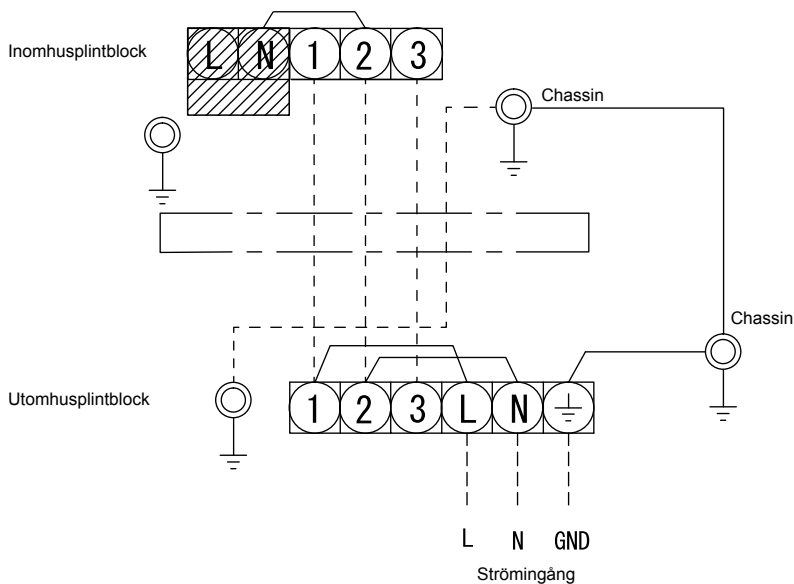 Inomhusplintblock
L N 1 2 3
Chassin
Chassin
Utomhusplintblock
1 2 3 L N
L N GND
Strömingång